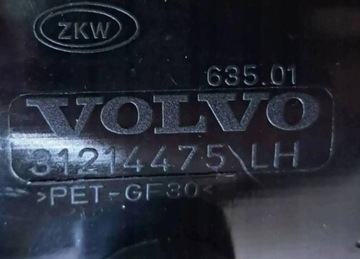 ZKW
635.01
VOLVO
31214475 LH
>PET-GF30<